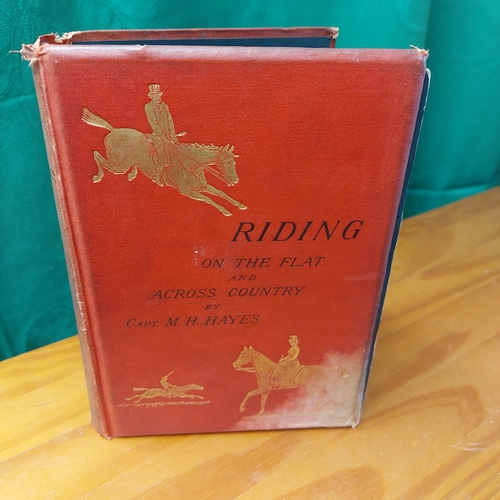 RIDING
ON THE FLAT
AND
ACROSS COUNTRY
BY
CAPT. M. H. HAYES